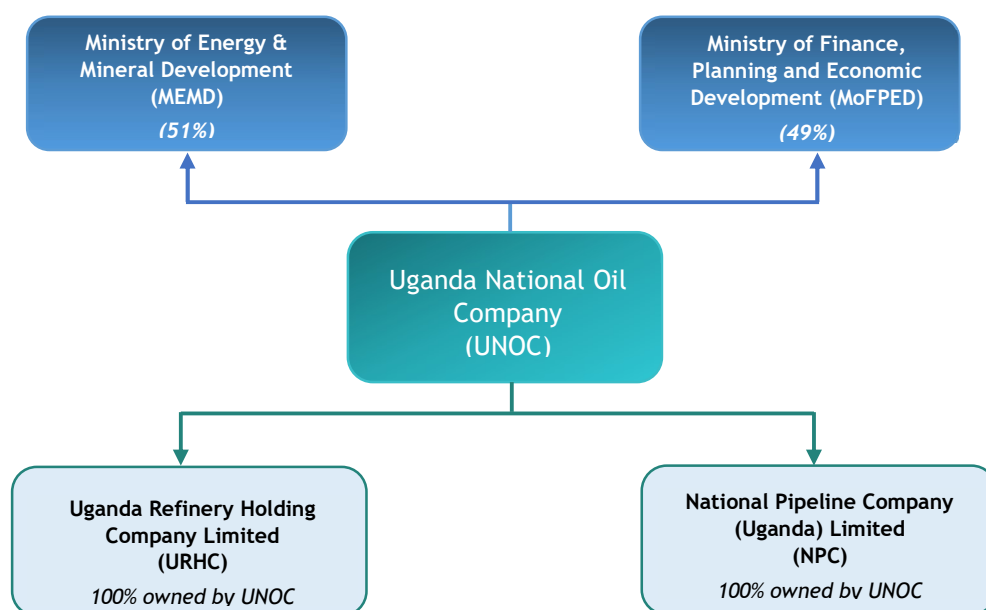 Ministry of Energy &
Mineral Development
(MEMD)
(51%)
Ministry of Finance,
Planning and Economic
Development (MoFPED)
(49%)
Uganda National Oil
Company
(UNOC)
Uganda Refinery Holding
Company Limited
(URHC)
100% owned by UNOC
National Pipeline Company
(Uganda) Limited
(NPC)
100% owned by UNOC